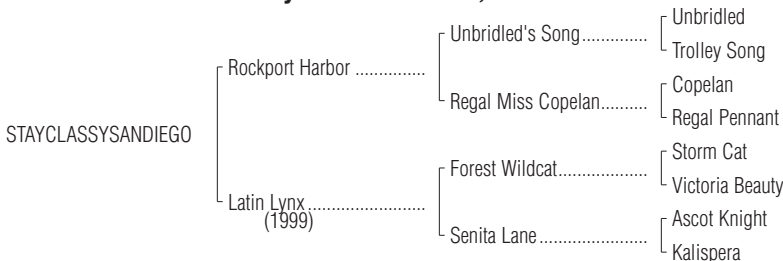 Unbridled
Unbridled's Song..............
Trolley Song
Rockport Harbor ...............
Copelan
Regal Miss Copelan..........
Regal Pennant
STAYCLASSYSANDIEGO
Storm Cat
Forest Wildcat...................
Victoria Beauty
Latin Lynx.........................
(1999)
Ascot Knight
Senita Lane.......................
Kalispera